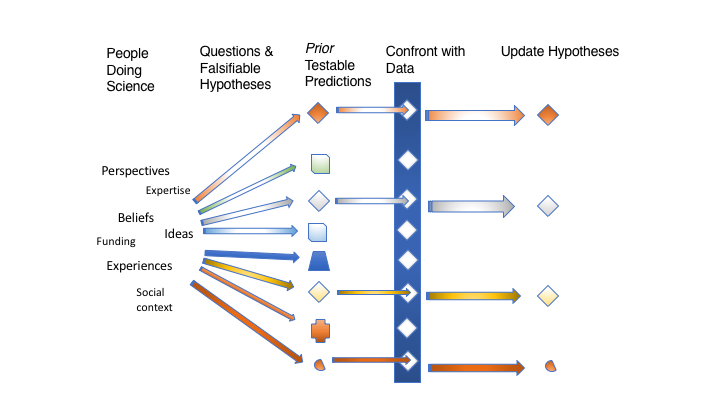 People
Doing
Science
Questions &
Falsifiable
Hypotheses
Prior
Testable
Predictions
Confront with
Data
Update Hypotheses
Perspectives
Expertise
Beliefs
Ideas
Funding
Experiences
Social
context